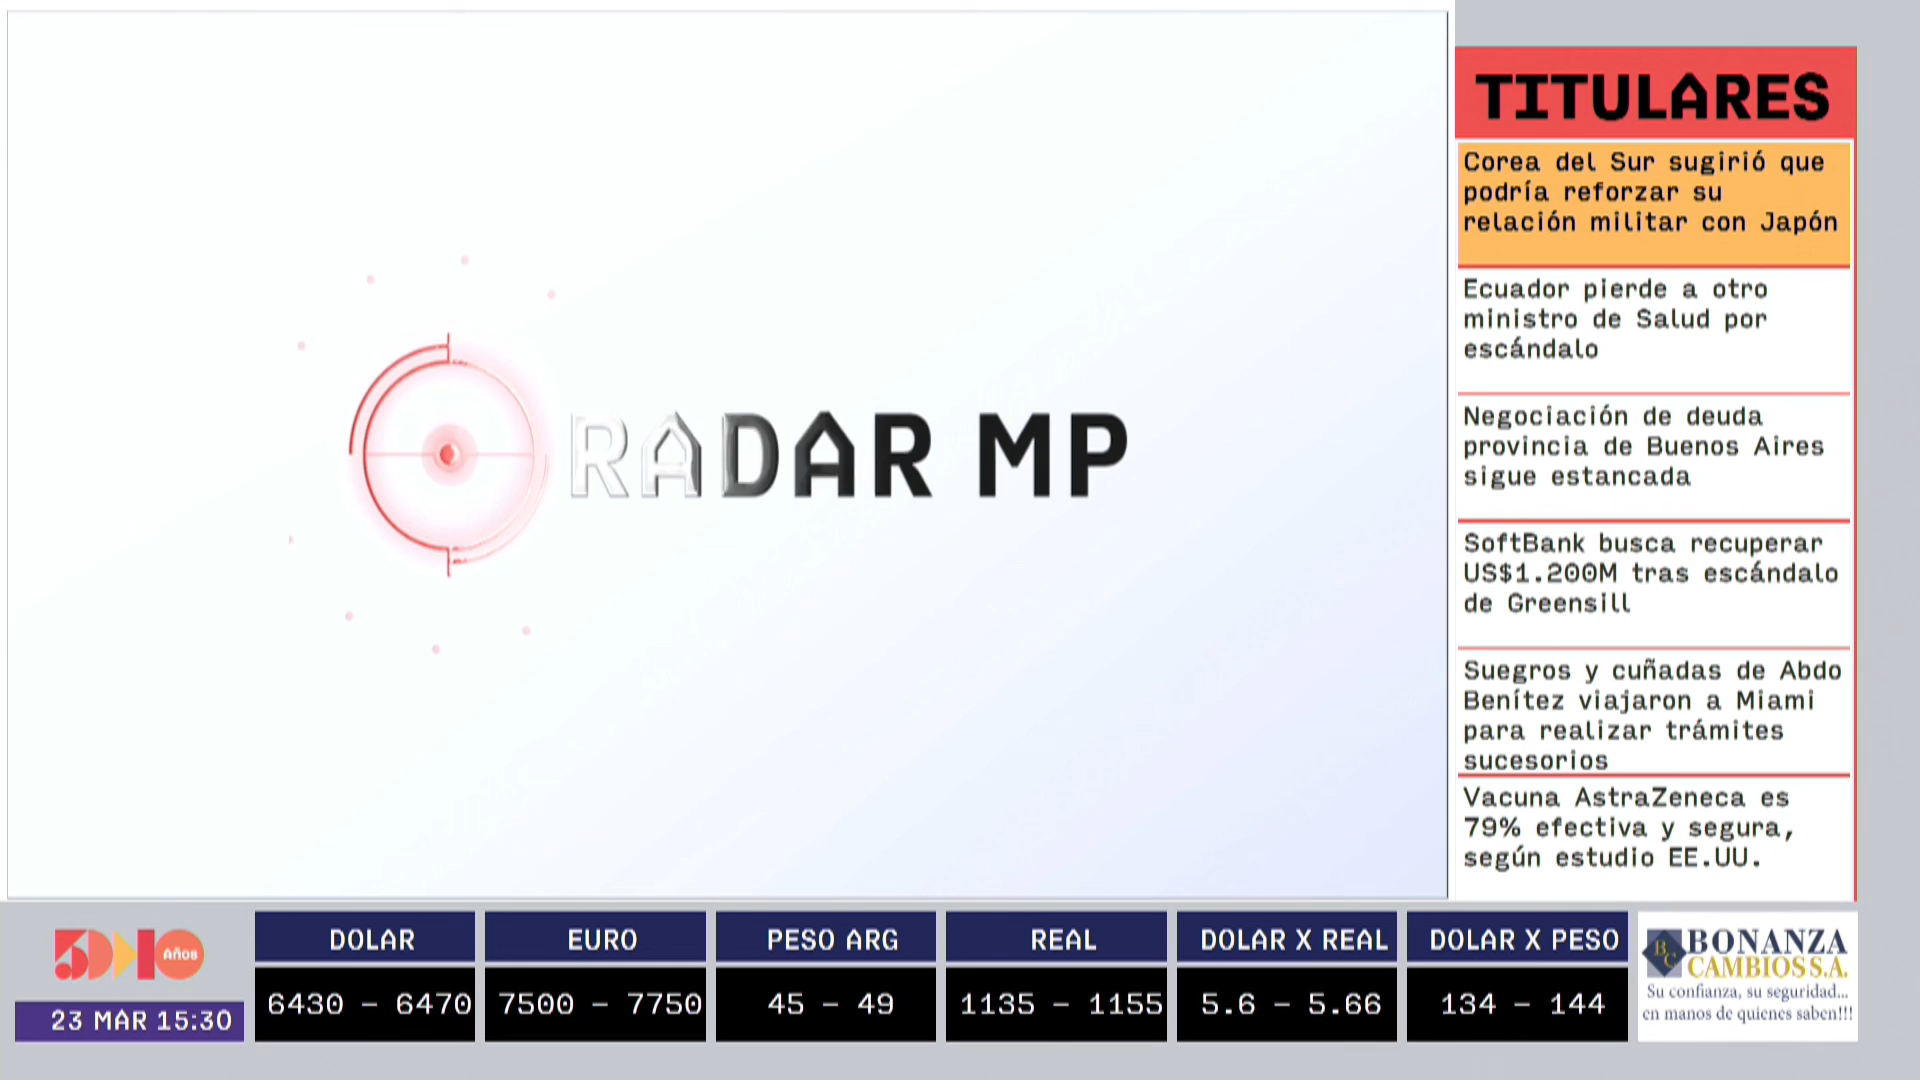 RADAR MP
TITULARES
Corea del Sur sugirió que
podría reforzar su
relación militar con Japón
Ecuador pierde a otro
ministro de Salud por
escándalo
Negociación de deuda
provincia de Buenos Aires
sigue estancada
SoftBank busca recuperar
US$1.200M tras escándalo
de Greensill
Suegros y cuñadas de Abdo
Benítez viajaron a Miami
para realizar trámites
sucesorios
Vacuna AstraZeneca es
79% efectiva y segura,
según estudio EE.UU.
5D 10 Años
23 MAR 15:30
DOLAR
6430 - 6470
EURO
7500 - 7750
PESO ARG
45 - 49
REAL
1135 - 1155
DOLAR X REAL
5.6 - 5.66
DOLAR X PESO
134 - 144
BC
BONANZA
CAMBIOS S.A.
Su confianza, su seguridad...
en manos de quienes saben!!!